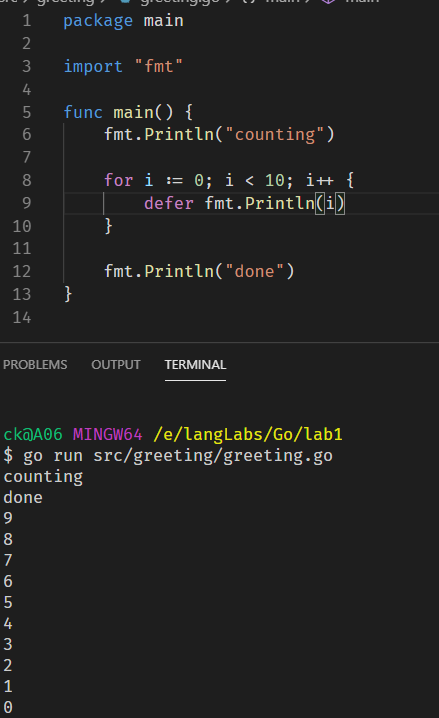 greeting greeting.go main main
1 package main
2
3 import "fmt"
4
5 func main() {
6 fmt.Println("counting")
7
8 for i := 0; i < 10; i++ {
9 defer fmt.Println(i)
10 }
11
12 fmt.Println("done")
13 }
14
PROBLEMS OUTPUT TERMINAL
ck@A06 MINGW64 /e/langLabs/Go/lab1
$ go run src/greeting/greeting.go
counting
done
9
8
7
6
5
4
3
2
1
0